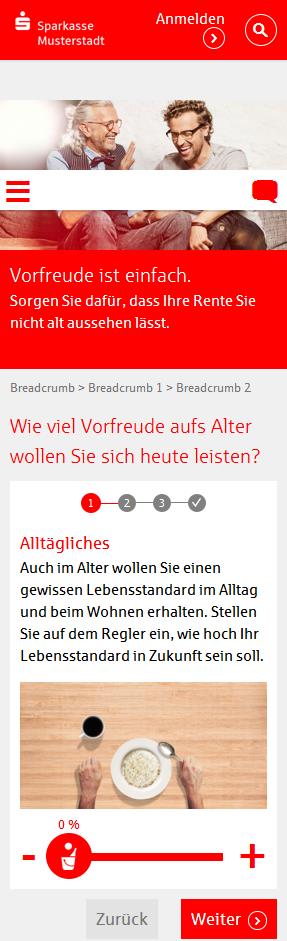 Sparkasse
Musterstadt
Anmelden
Vorfreude ist einfach.
Sorgen Sie dafür, dass Ihre Rente Sie
nicht alt aussehen lässt.
Breadcrumb > Breadcrumb 1 > Breadcrumb 2
Wie viel Vorfreude aufs Alter
wollen Sie sich heute leisten?
1 2 3
Alltägliches
Auch im Alter wollen Sie einen
gewissen Lebensstandard im Alltag
und beim Wohnen erhalten. Stellen
Sie auf dem Regler ein, wie hoch Ihr
Lebensstandard in Zukunft sein soll.
0 %
- +
Zurück Weiter